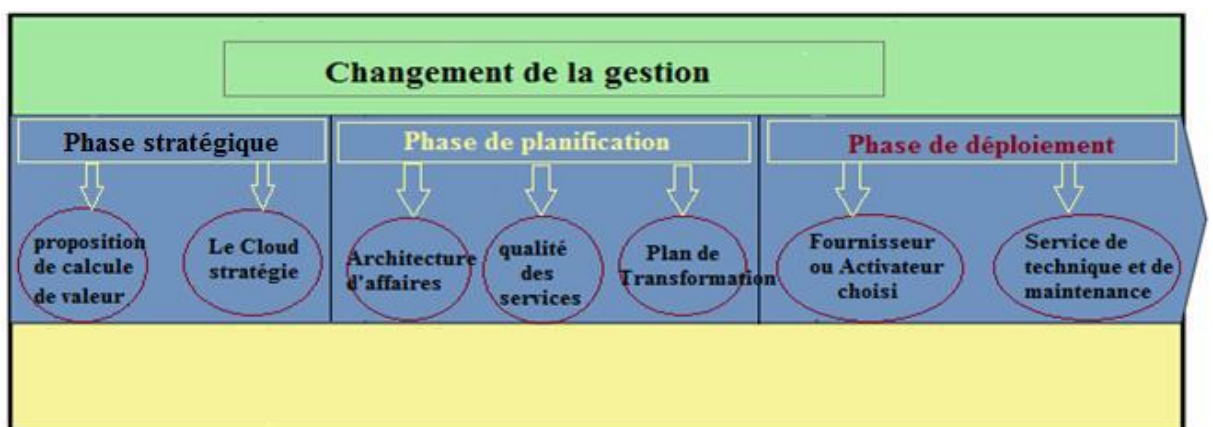 Changement de la gestion
Phase stratégique
Phase de planification
Phase de déploiement
proposition
de calcule
de valeur
Le Cloud
stratégie
Architecture
d'affaires
qualité
des
services
Plan de
Transformation
Fournisseur
ou Activateur
choisi
Service de
technique et de
maintenance